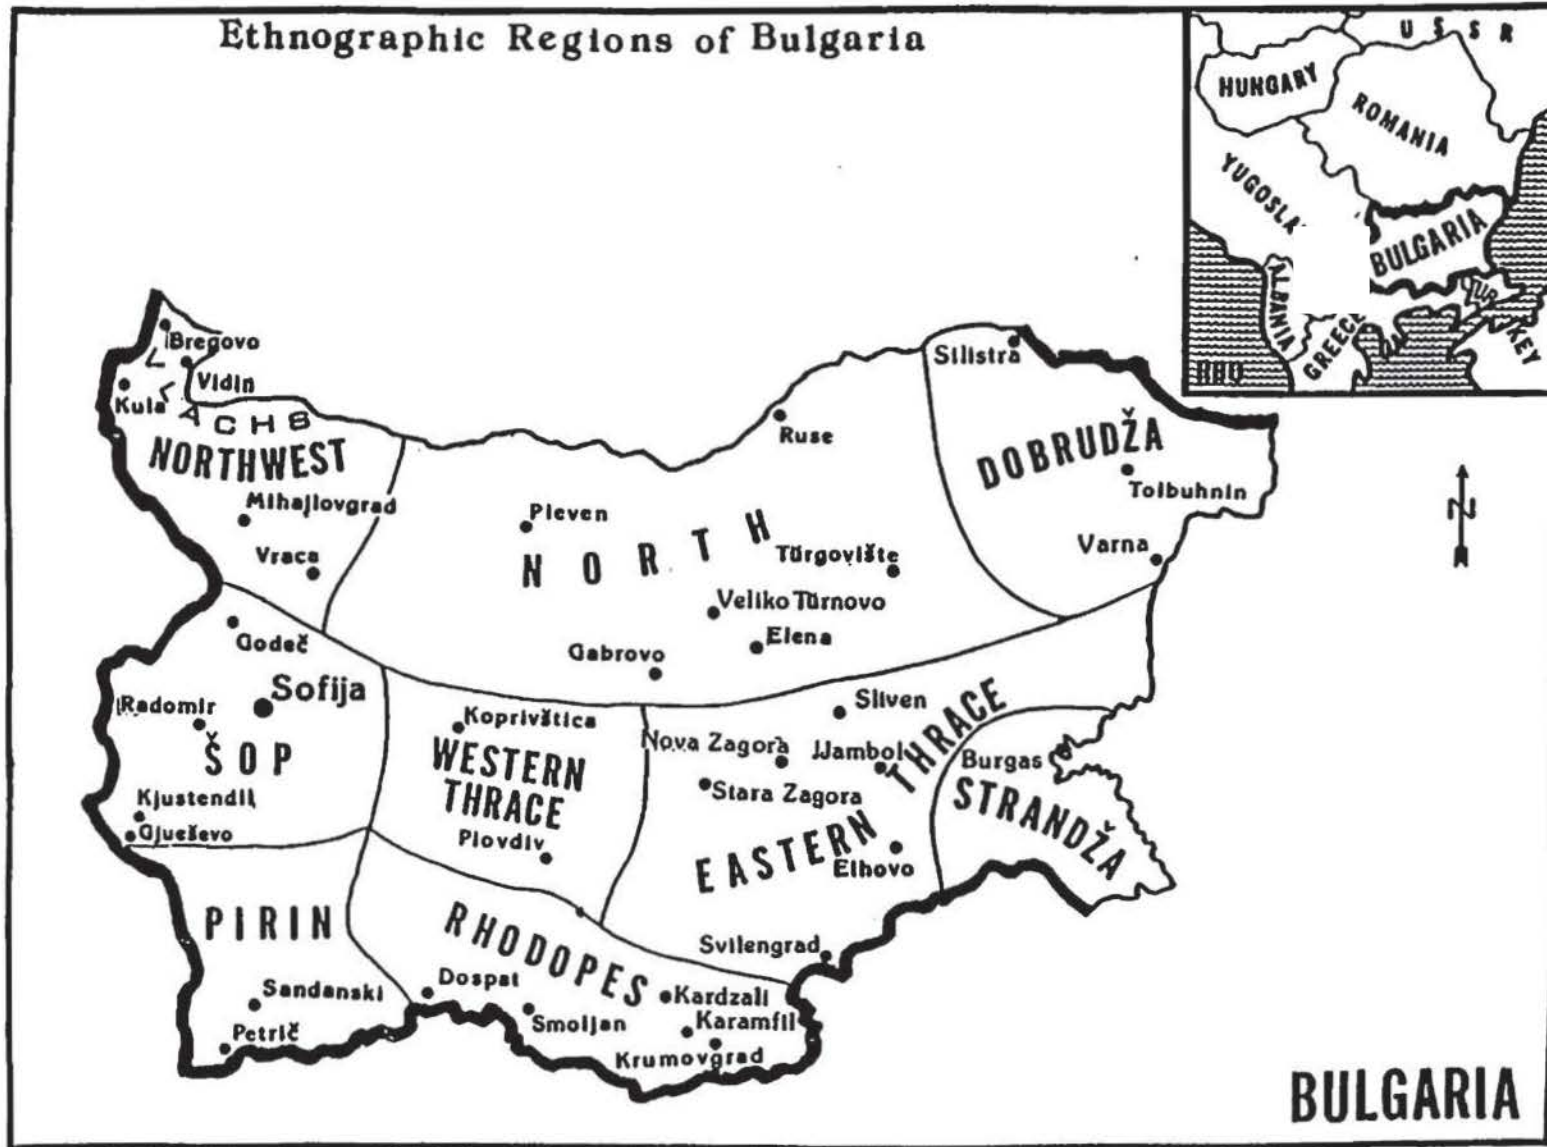 Ethnographic Regions of Bulgaria
U S S R
HUNGARY
ROMANIA
YUGOSLA
BULGARIA
ALBANIA
GREECE
TUR
KEY
Bregovo
Vidin
Kula
V L A C H S
NORTHWEST
Mihajlovgrad
Vraca
Silistra
Ruse
DOBRUDŽA
Tolbuhnin
Varna
N
Pleven
NORTH
Tŭrgovište
Veliko Tŭrnovo
Elena
Gabrovo
Godeč
Sofija
Radomir
ŠOP
Kjustendil
Gjueševo
Koprivštica
WESTERN
THRACE
Plovdiv
Sliven
Nova Zagora
Jambol
Stara Zagora
EASTERN THRACE
Elhovo
Svilengrad
Burgas
STRANDŽA
PIRIN
Sandanski
Petrič
RHODOPES
Dospat
Smoljan
Kardzali
Karamfil
Krumovgrad
BULGARIA